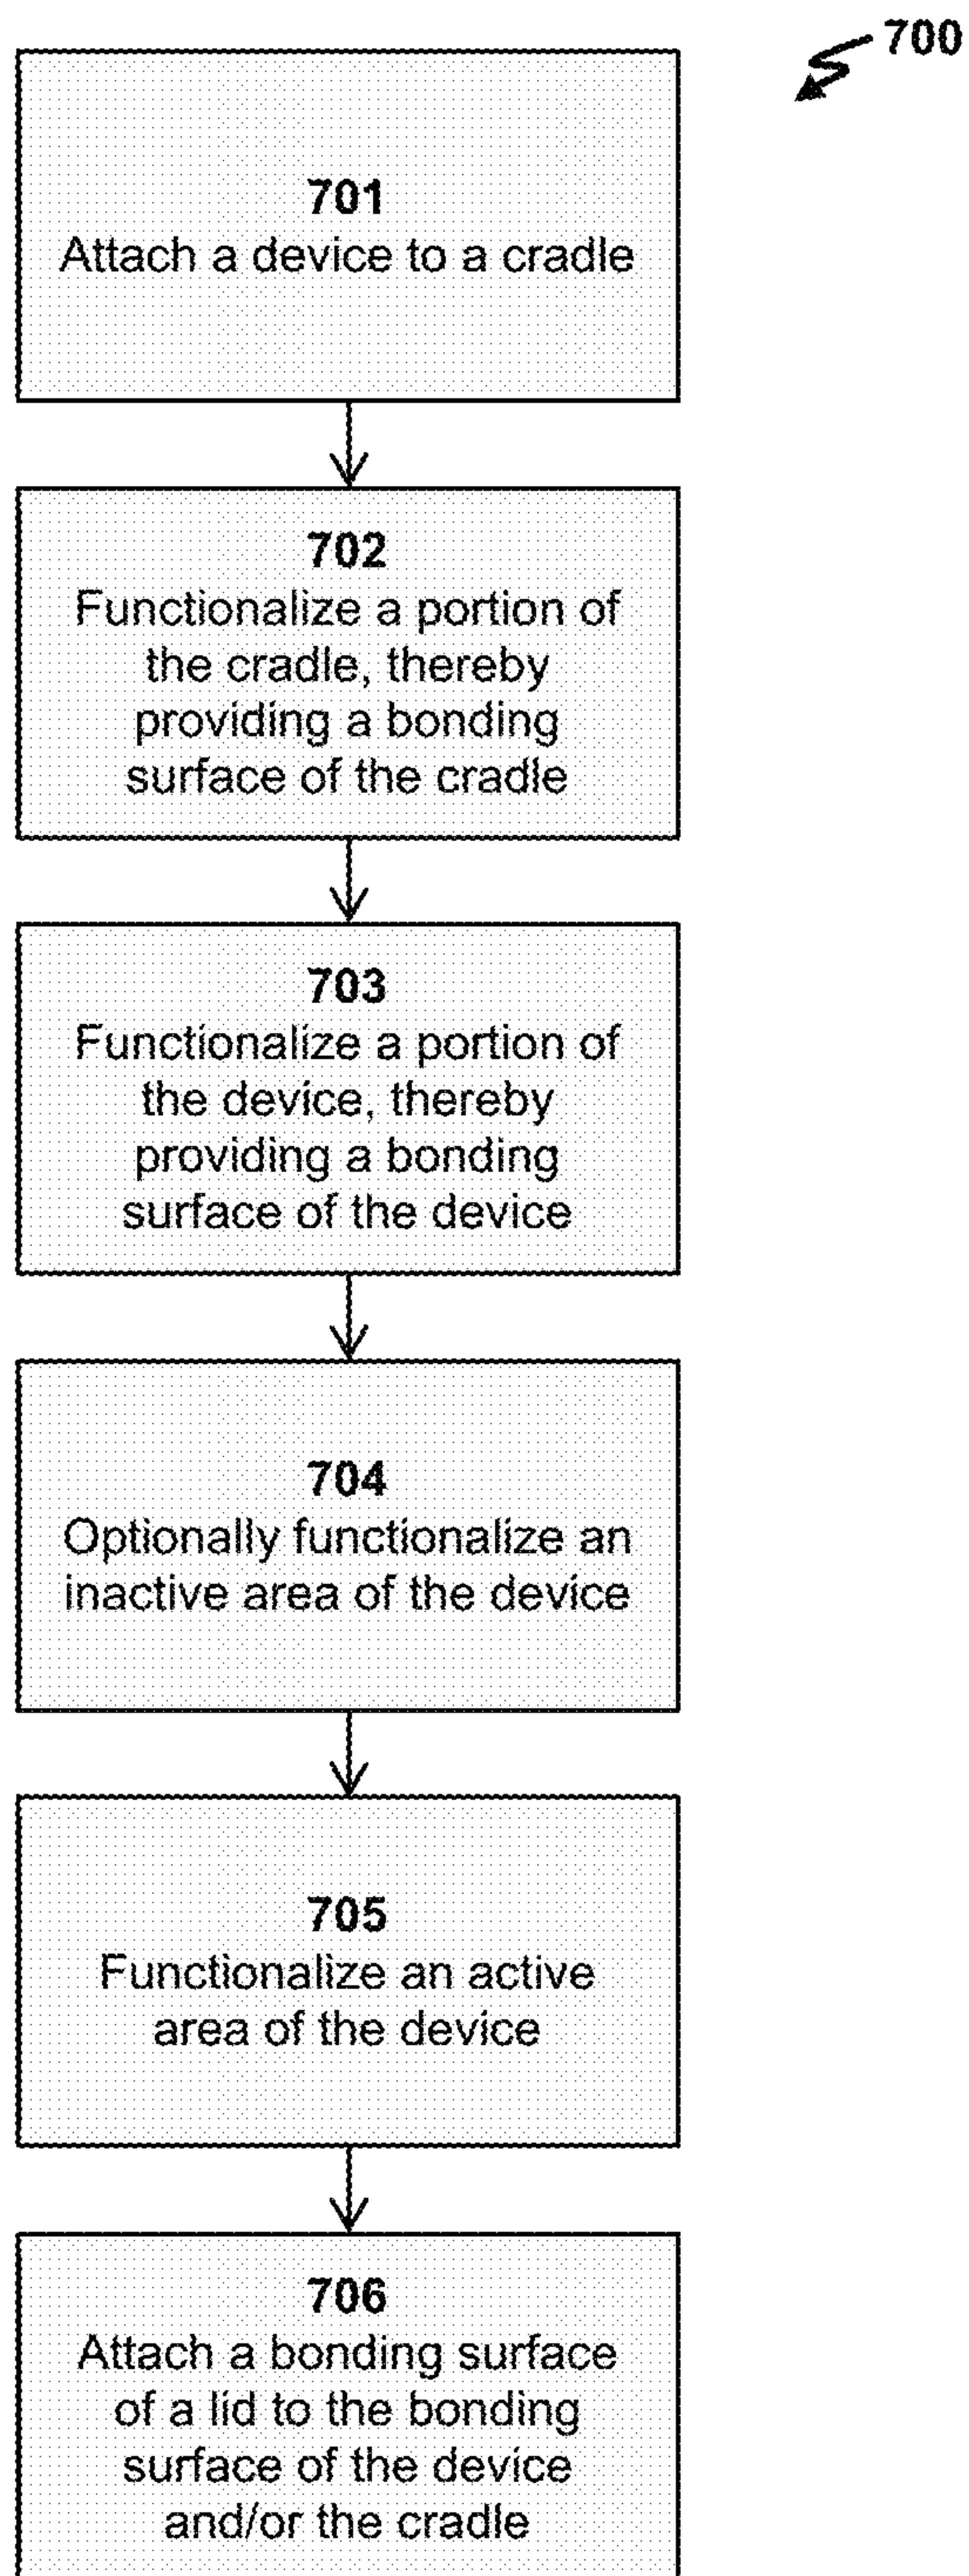 700
701
Attach a device to a cradle
702
Functionalize a portion of
the cradle, thereby
providing a bonding
surface of the cradle
703
Functionalize a portion of
the device, thereby
providing a bonding
surface of the device
704
Optionally functionalize an
inactive area of the device
705
Functionalize an active
area of the device
706
Attach a bonding surface
of a lid to the bonding
surface of the device
and/or the cradle